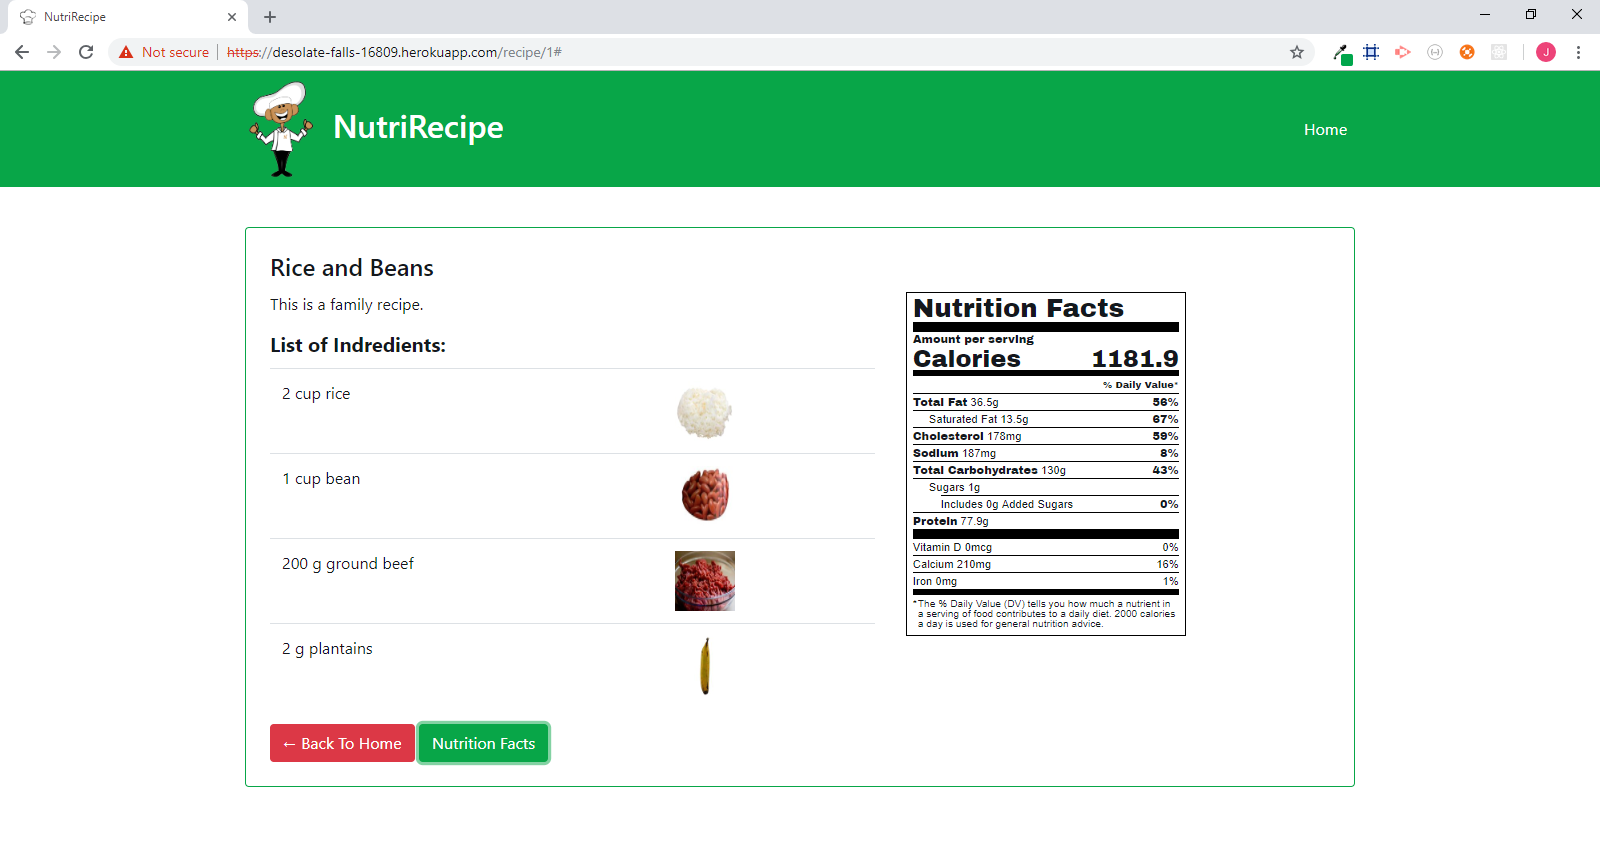 NutriRecipe
Not secure
https://desolate-falls-16809.herokuapp.com/recipe/1#
J
NutriRecipe
Home
Rice and Beans
This is a family recipe.
List of Indredients:
2 cup rice
1 cup bean
200 g ground beef
2 g plantains
← Back To Home
Nutrition Facts
Nutrition Facts
Amount per serving
Calories 1181.9
% Daily Value*
Total Fat 36.5g 56%
Saturated Fat 13.5g 67%
Cholesterol 178mg 59%
Sodium 187mg 8%
Total Carbohydrates 130g 43%
Sugars 1g
Includes 0g Added Sugars 0%
Protein 77.9g
Vitamin D 0mcg 0%
Calcium 210mg 16%
Iron 0mg 1%
*The % Daily Value (DV) tells you how much a nutrient in
a serving of food contributes to a daily diet. 2000 calories
a day is used for general nutrition advice.